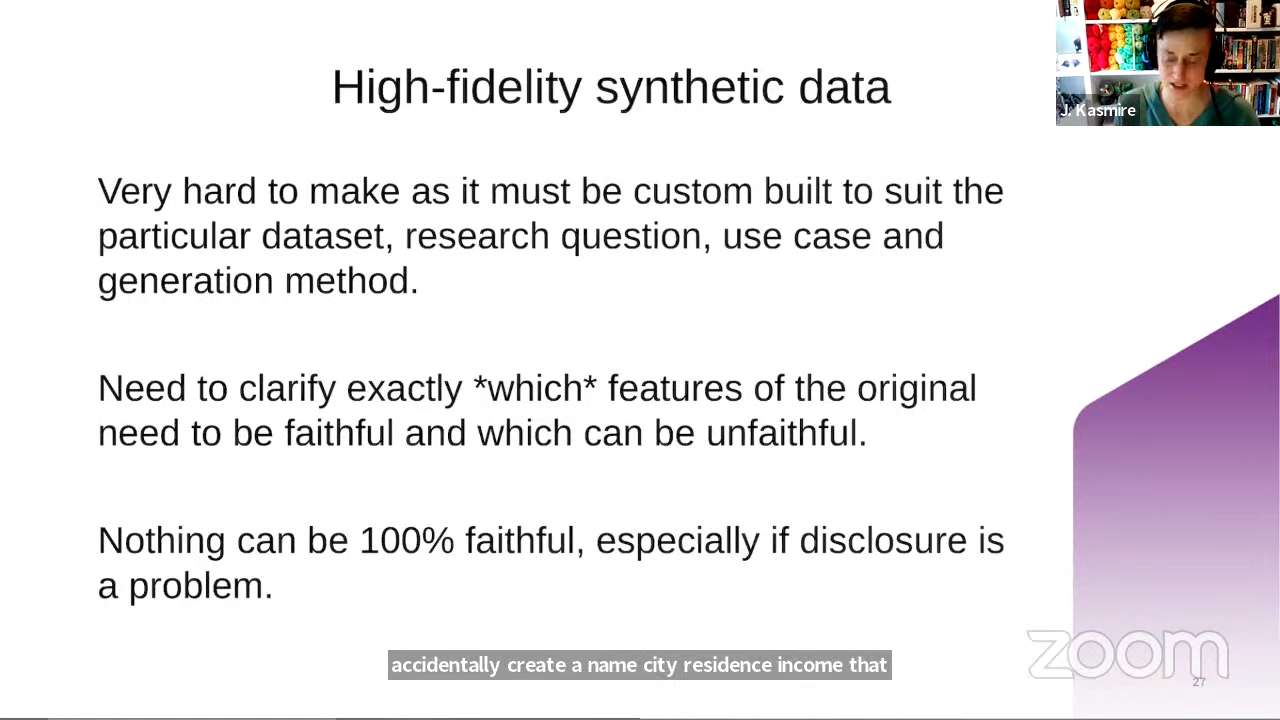 High-fidelity synthetic data
J. Kasmire
Very hard to make as it must be custom built to suit the
particular dataset, research question, use case and
generation method.
Need to clarify exactly *which* features of the original
need to be faithful and which can be unfaithful.
Nothing can be 100% faithful, especially if disclosure is
a problem.
accidentally create a name city residence income that
zoom
27